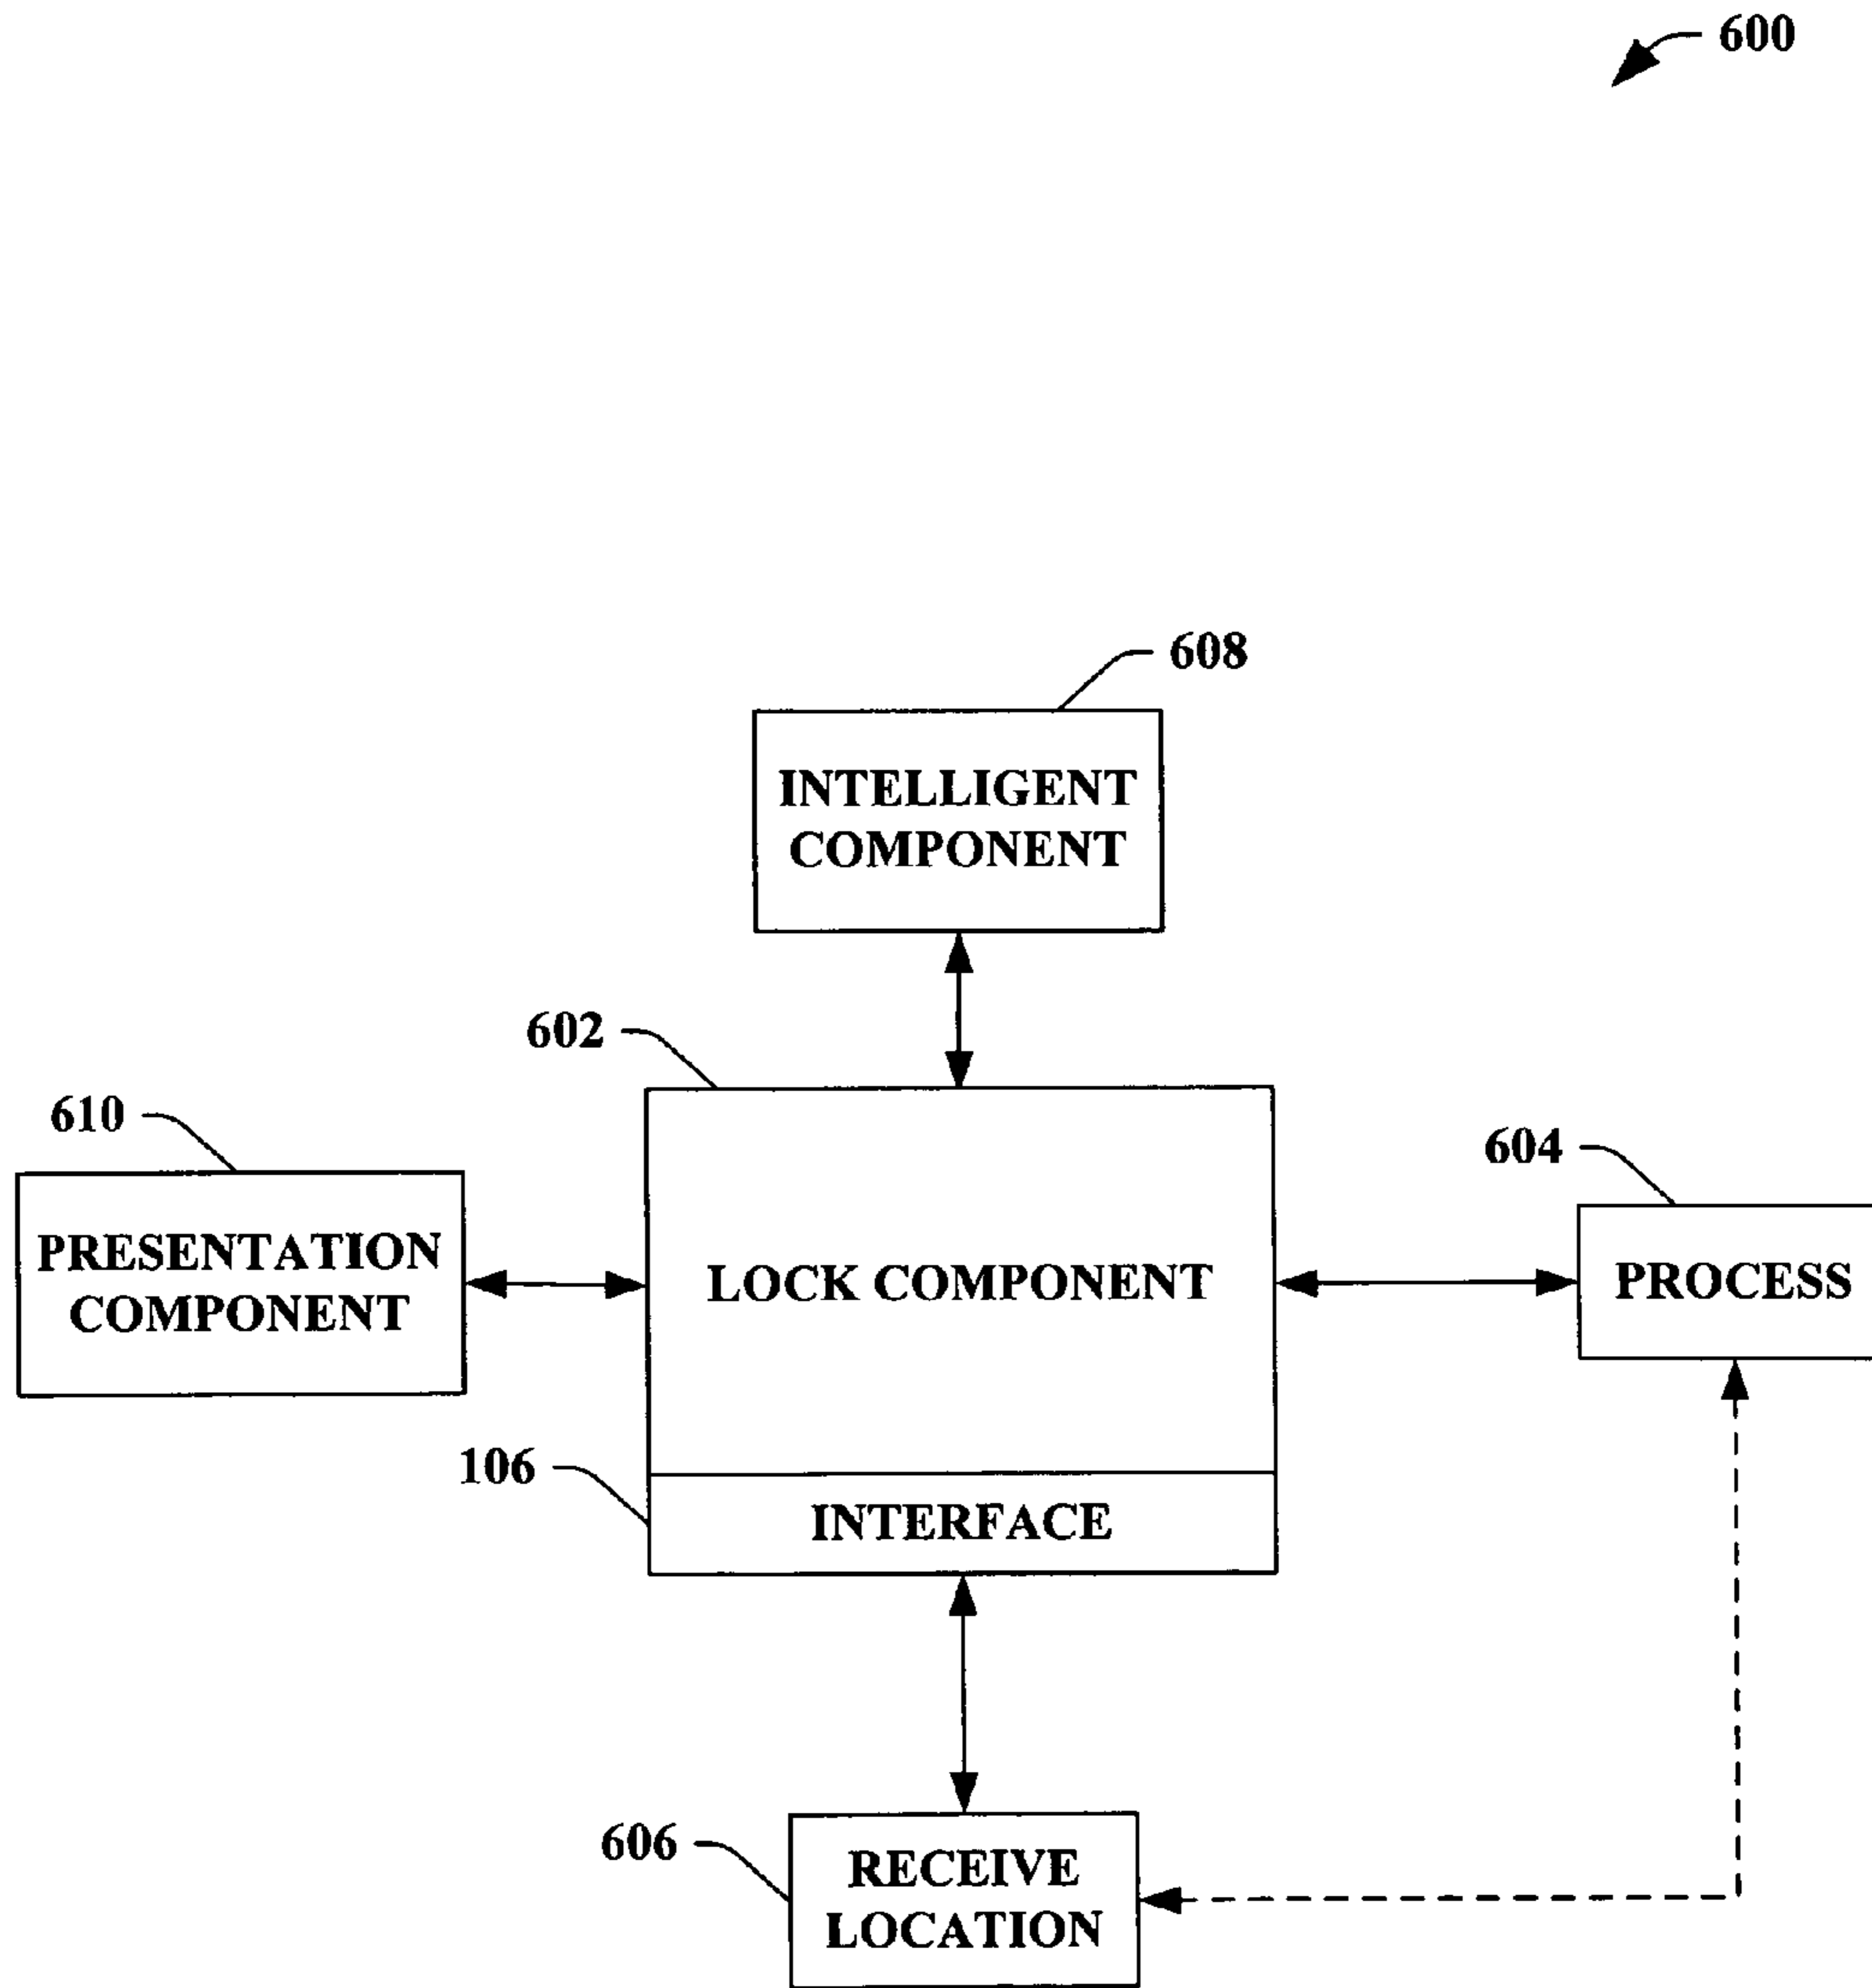 600
608
INTELLIGENT
COMPONENT
602
610
604
PRESENTATION
COMPONENT
LOCK COMPONENT
PROCESS
106
INTERFACE
606
RECEIVE
LOCATION